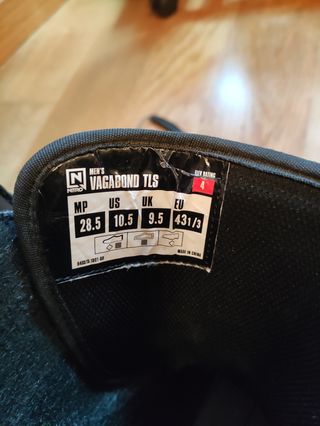 N
NITRO
MEN'S
VAGABOND TLS
FLEX RATING
4
MP US UK EU
28.5 10.5 9.5 43 1/3
MADE IN CHINA